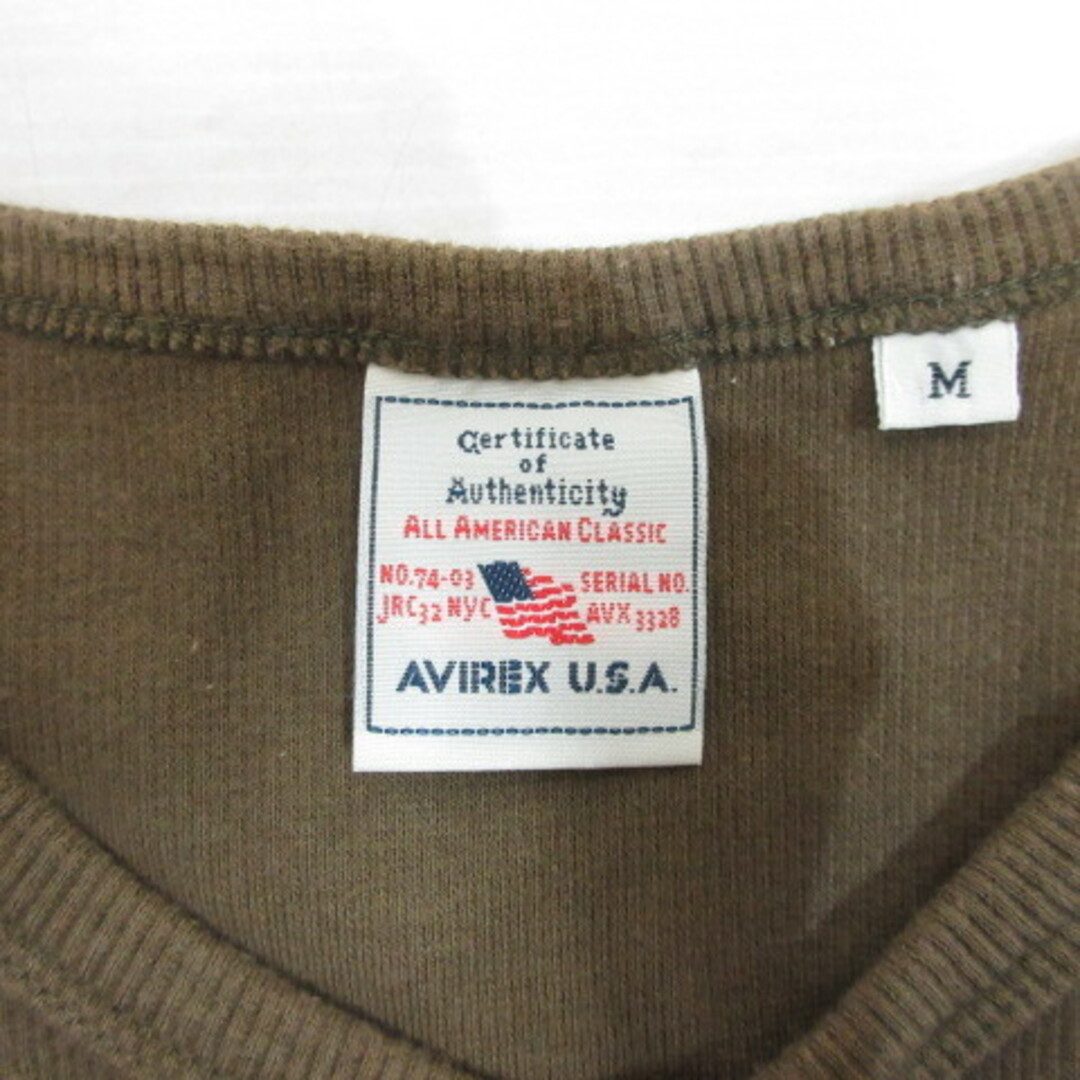 Certificate
of
Authenticity
ALL AMERICAN CLASSIC
NO.74-03 SERIAL NO.
JRC32 NYC AVX 3328
AVIREX U.S.A.
M